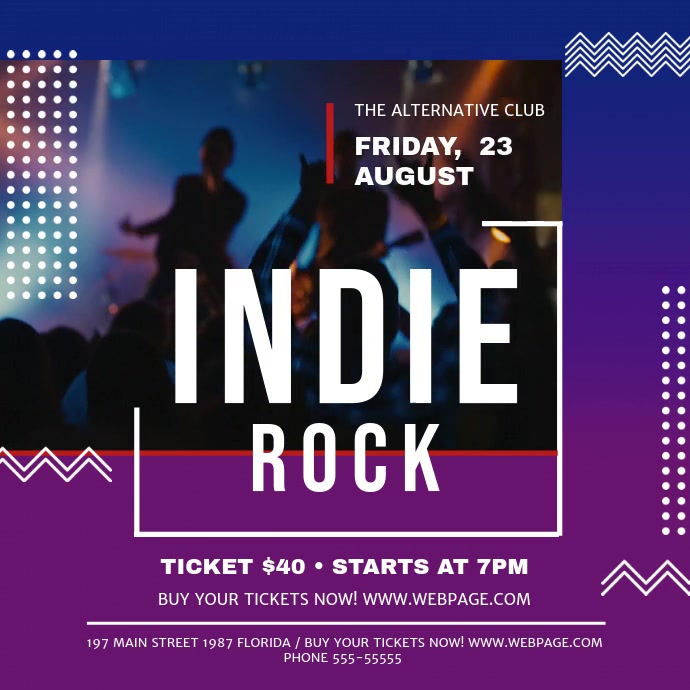 THE ALTERNATIVE CLUB
FRIDAY, 23
AUGUST
INDIE
ROCK
TICKET $40 • STARTS AT 7PM
BUY YOUR TICKETS NOW! WWW.WEBPAGE.COM
197 MAIN STREET 1987 FLORIDA / BUY YOUR TICKETS NOW! WWW.WEBPAGE.COM
PHONE 555-55555